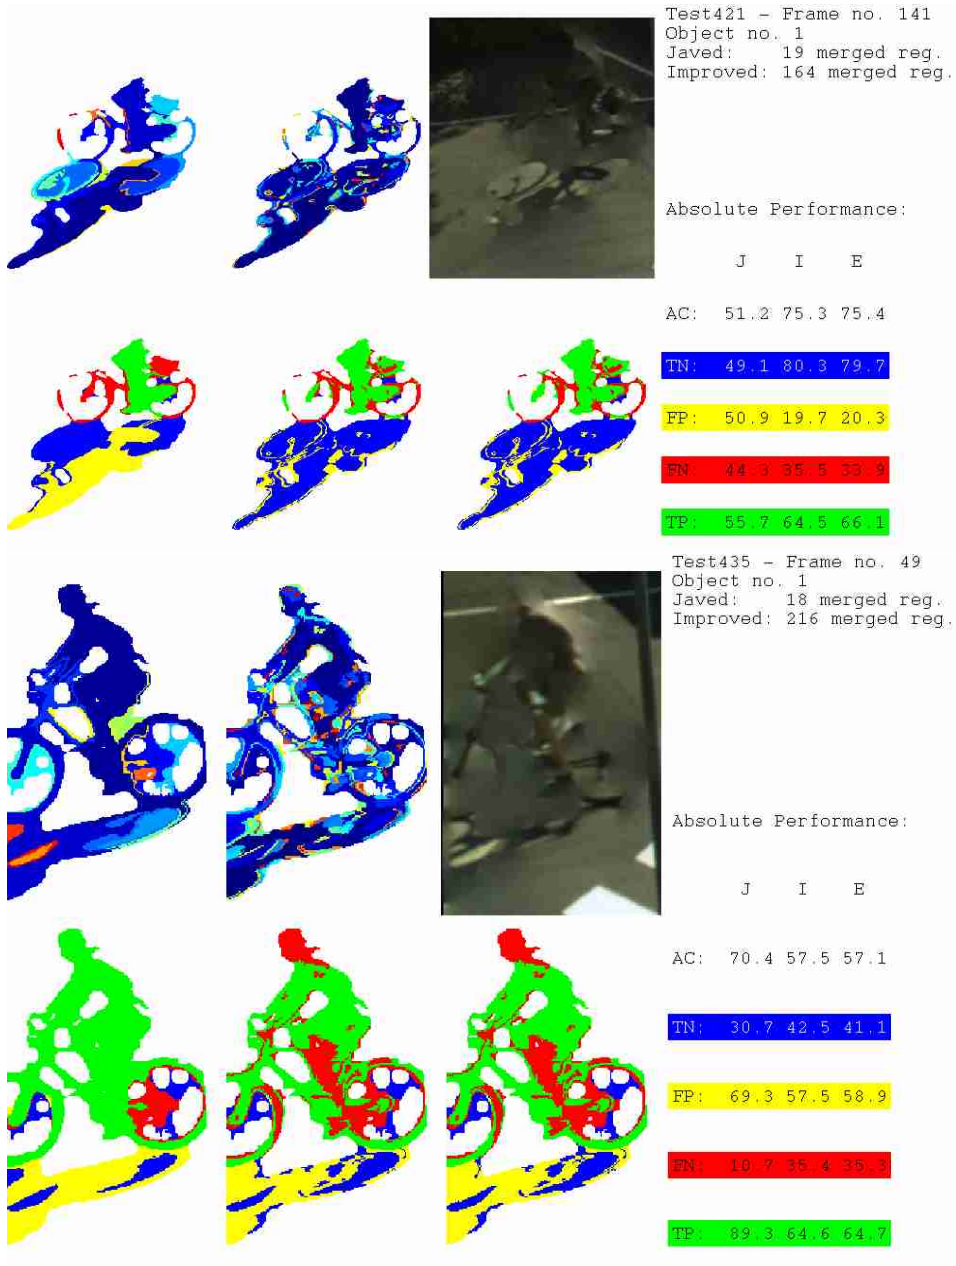 Test421 - Frame no. 141
Object no. 1
Javed: 19 merged reg.
Improved: 164 merged reg.
Absolute Performance:
J I E
AC: 51.2 75.3 75.4
TN: 49.1 80.3 79.7
FP: 50.9 19.7 20.3
FN: 44.3 35.5 33.9
TP: 55.7 64.5 66.1
Test435 - Frame no. 49
Object no. 1
Javed: 18 merged reg.
Improved: 216 merged reg.
Absolute Performance:
J I E
AC: 70.4 57.5 57.1
TN: 30.7 42.5 41.1
FP: 69.3 57.5 58.9
FN: 10.7 35.4 35.3
TP: 89.3 64.6 64.7